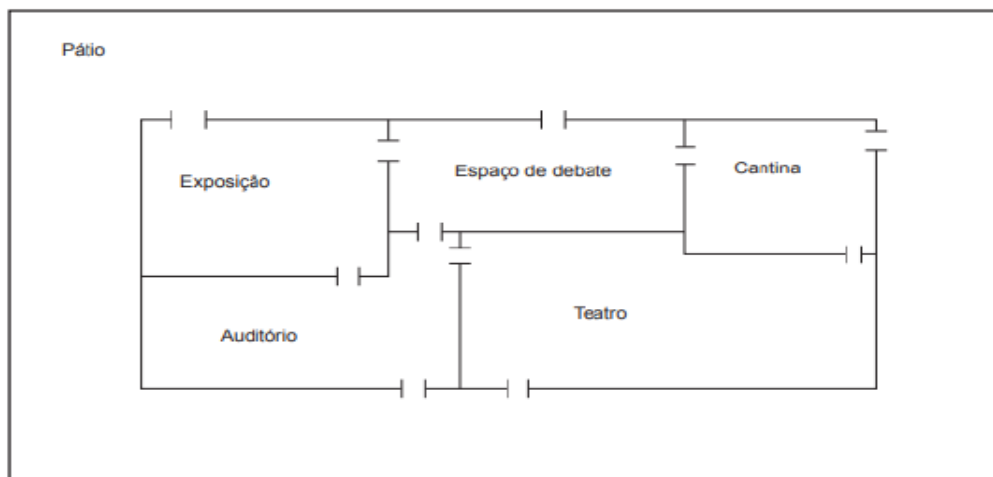 Pátio
Exposição
Espaço de debate
Cantina
Auditório
Teatro